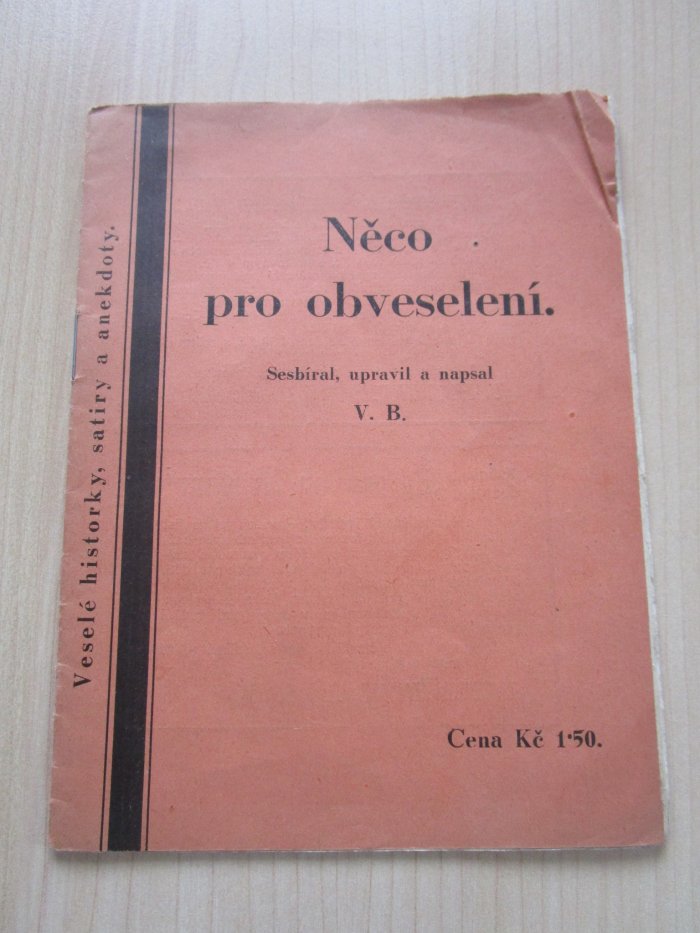 Něco
pro obveselení.
Sesbíral, upravil a napsal
V. B.
Cena Kč 1·50.
Veselé historky, satiry a anekdoty.